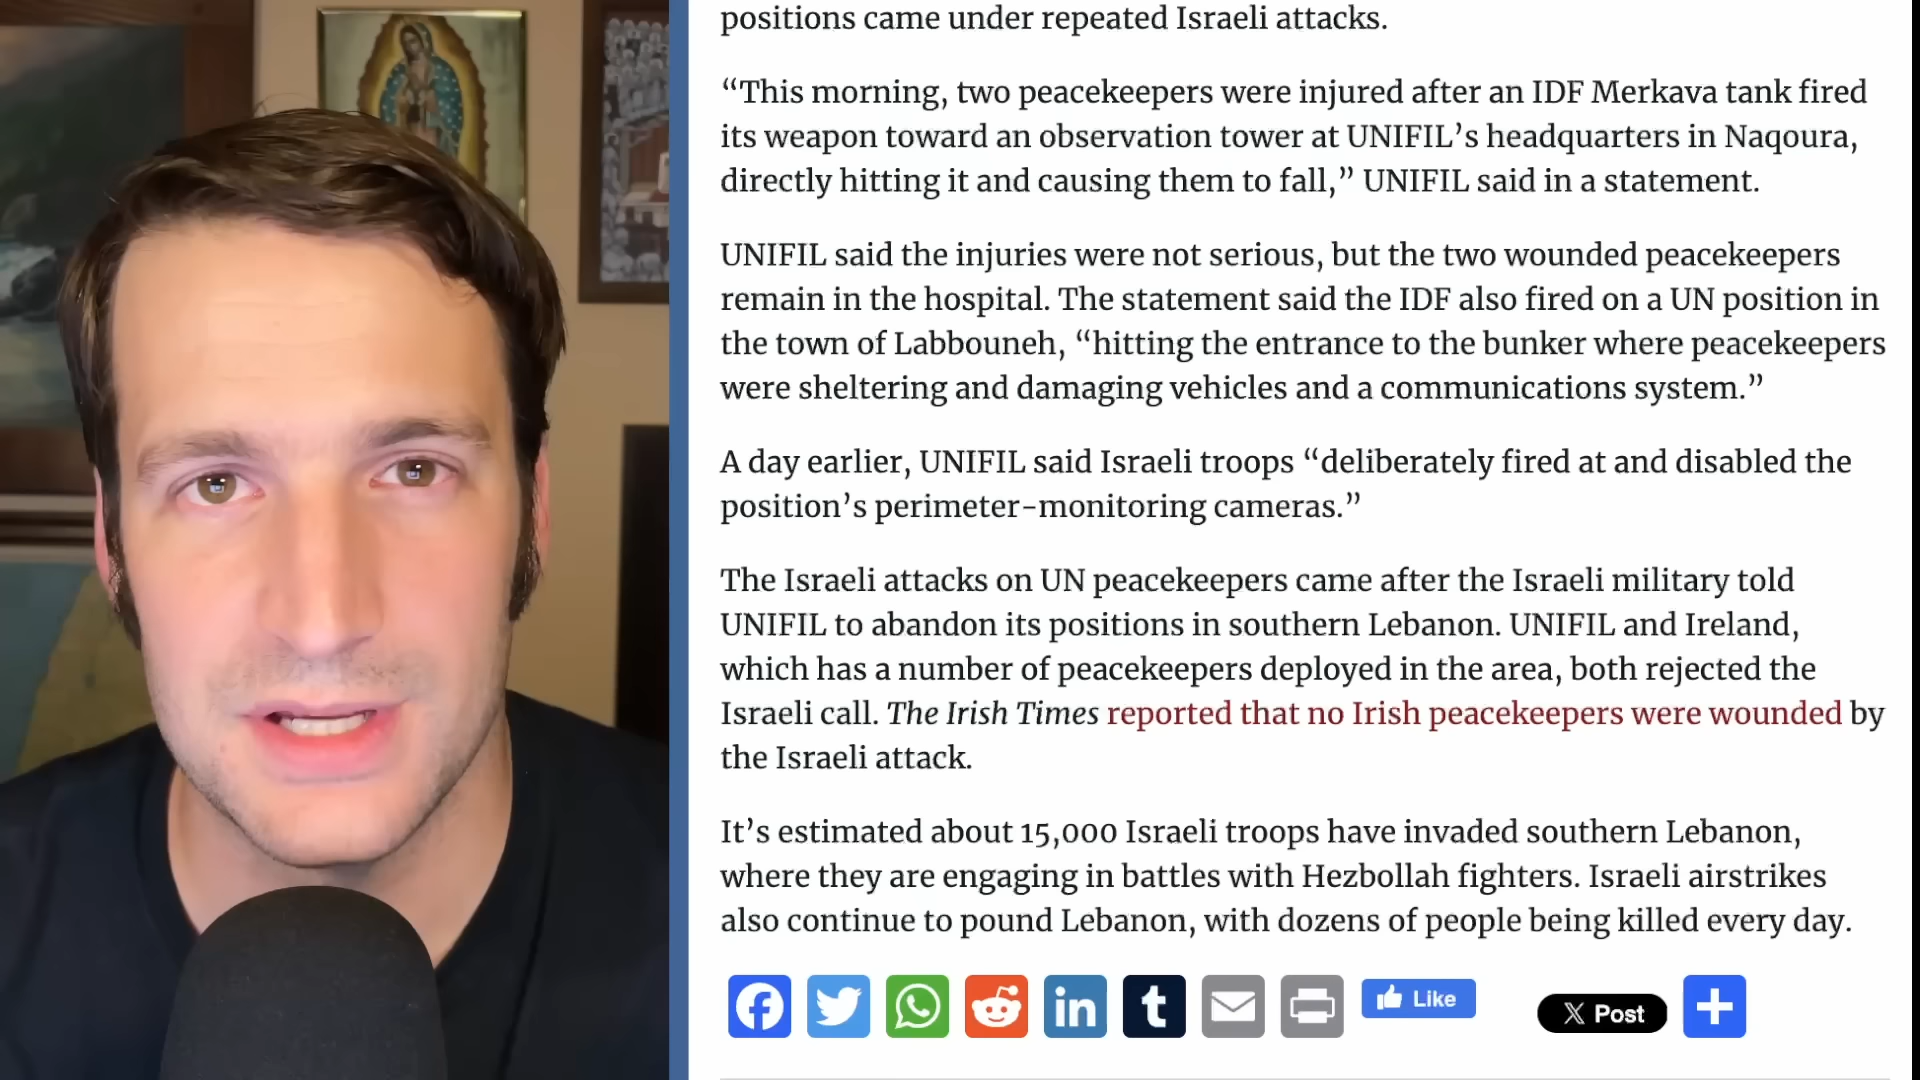 positions came under repeated Israeli attacks.
“This morning, two peacekeepers were injured after an IDF Merkava tank fired
its weapon toward an observation tower at UNIFIL’s headquarters in Naqoura,
directly hitting it and causing them to fall,” UNIFIL said in a statement.
UNIFIL said the injuries were not serious, but the two wounded peacekeepers
remain in the hospital. The statement said the IDF also fired on a UN position in
the town of Labbouneh, “hitting the entrance to the bunker where peacekeepers
were sheltering and damaging vehicles and a communications system.”
A day earlier, UNIFIL said Israeli troops “deliberately fired at and disabled the
position’s perimeter-monitoring cameras.”
The Israeli attacks on UN peacekeepers came after the Israeli military told
UNIFIL to abandon its positions in southern Lebanon. UNIFIL and Ireland,
which has a number of peacekeepers deployed in the area, both rejected the
Israeli call. The Irish Times reported that no Irish peacekeepers were wounded by
the Israeli attack.
It’s estimated about 15,000 Israeli troops have invaded southern Lebanon,
where they are engaging in battles with Hezbollah fighters. Israeli airstrikes
also continue to pound Lebanon, with dozens of people being killed every day.
Like
X Post